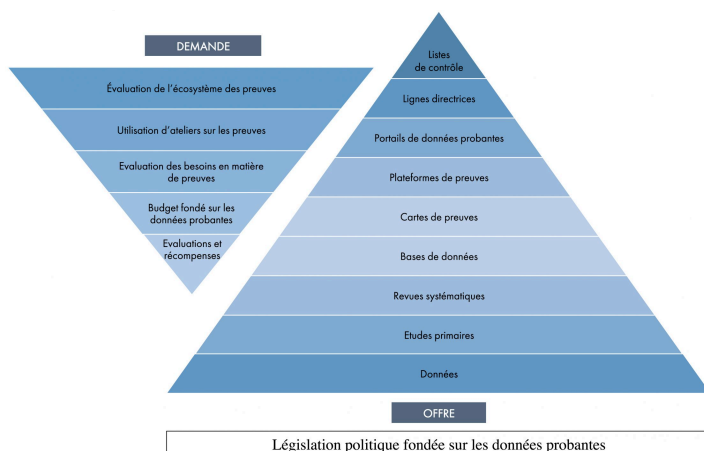 DEMANDE
Évaluation de l'écosystème des preuves
Utilisation d'ateliers sur les preuves
Evaluation des besoins en matière
de preuves
Budget fondé sur les
données probantes
Evaluations et
récompenses
Listes
de contrôle
Lignes directrices
Portails de données probantes
Plateformes de preuves
Cartes de preuves
Bases de données
Revues systématiques
Etudes primaires
Données
OFFRE
Législation politique fondée sur les données probantes